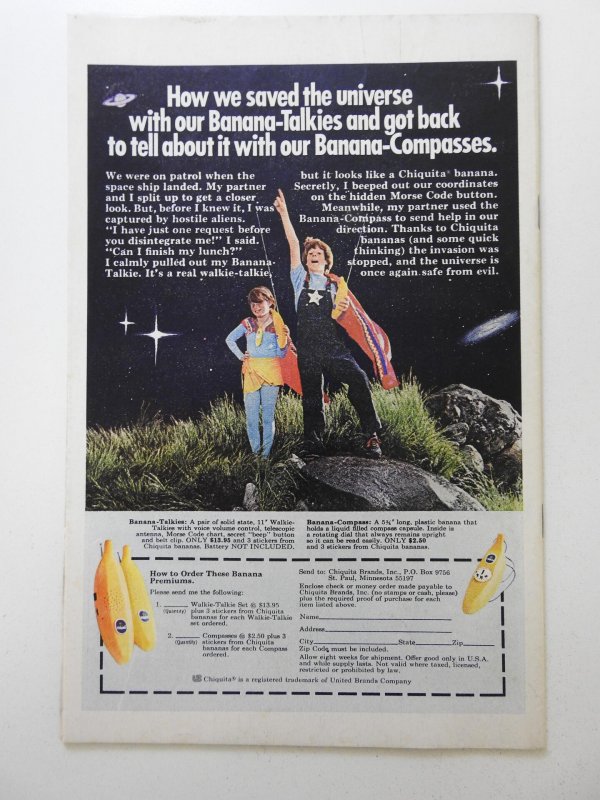 How we saved the universe
with our Banana-Talkies and got back
to tell about it with our Banana-Compasses.
We were on patrol when the
space ship landed. My partner
and I split up to get a closer
look. But, before I knew it, I was
captured by hostile aliens.
"I have just one request before
you disintegrate me!" I said.
"Can I finish my lunch?"
I calmly pulled out my Banana-
Talkie. It's a real walkie-talkie,
but it looks like a Chiquita® banana.
Secretly, I beeped out our coordinates
on the hidden Morse Code button.
Meanwhile, my partner used the
Banana-Compass to send help in our
direction. Thanks to Chiquita
bananas (and some quick
thinking) the invasion was
stopped, and the universe is
once again safe from evil.
Banana-Talkies: A pair of solid state, 11" Walkie-
Talkies with voice volume control, telescopic
antenna, Morse Code chart, secret "beep" button
and belt clip. ONLY $13.95 and 3 stickers from
Chiquita bananas. Battery NOT INCLUDED.
Banana-Compass: A 5¾" long, plastic banana that
holds a liquid filled compass capsule. Inside is
a rotating dial that always remains upright
so it can be read easily. ONLY $2.50
and 3 stickers from Chiquita bananas.
How to Order These Banana
Premiums.
Please send me the following:
1. ______ Walkie-Talkie Set @ $13.95
(Quantity) plus 3 stickers from Chiquita
bananas for each Walkie-Talkie
set ordered.
2. ______ Compasses @ $2.50 plus 3
(Quantity) stickers from Chiquita
bananas for each Compass
ordered.
Send to: Chiquita Brands, Inc., P.O. Box 9756
St. Paul, Minnesota 55197
Enclose check or money order made payable to
Chiquita Brands, Inc. (no stamps or cash, please)
plus the required proof of purchase for each
item listed above.
Name
Address
City State Zip
Zip Code must be included.
Allow eight weeks for shipment. Offer good only in U.S.A.
and while supply lasts. Not valid where taxed, licensed,
restricted or prohibited by law.
Chiquita® is a registered trademark of United Brands Company